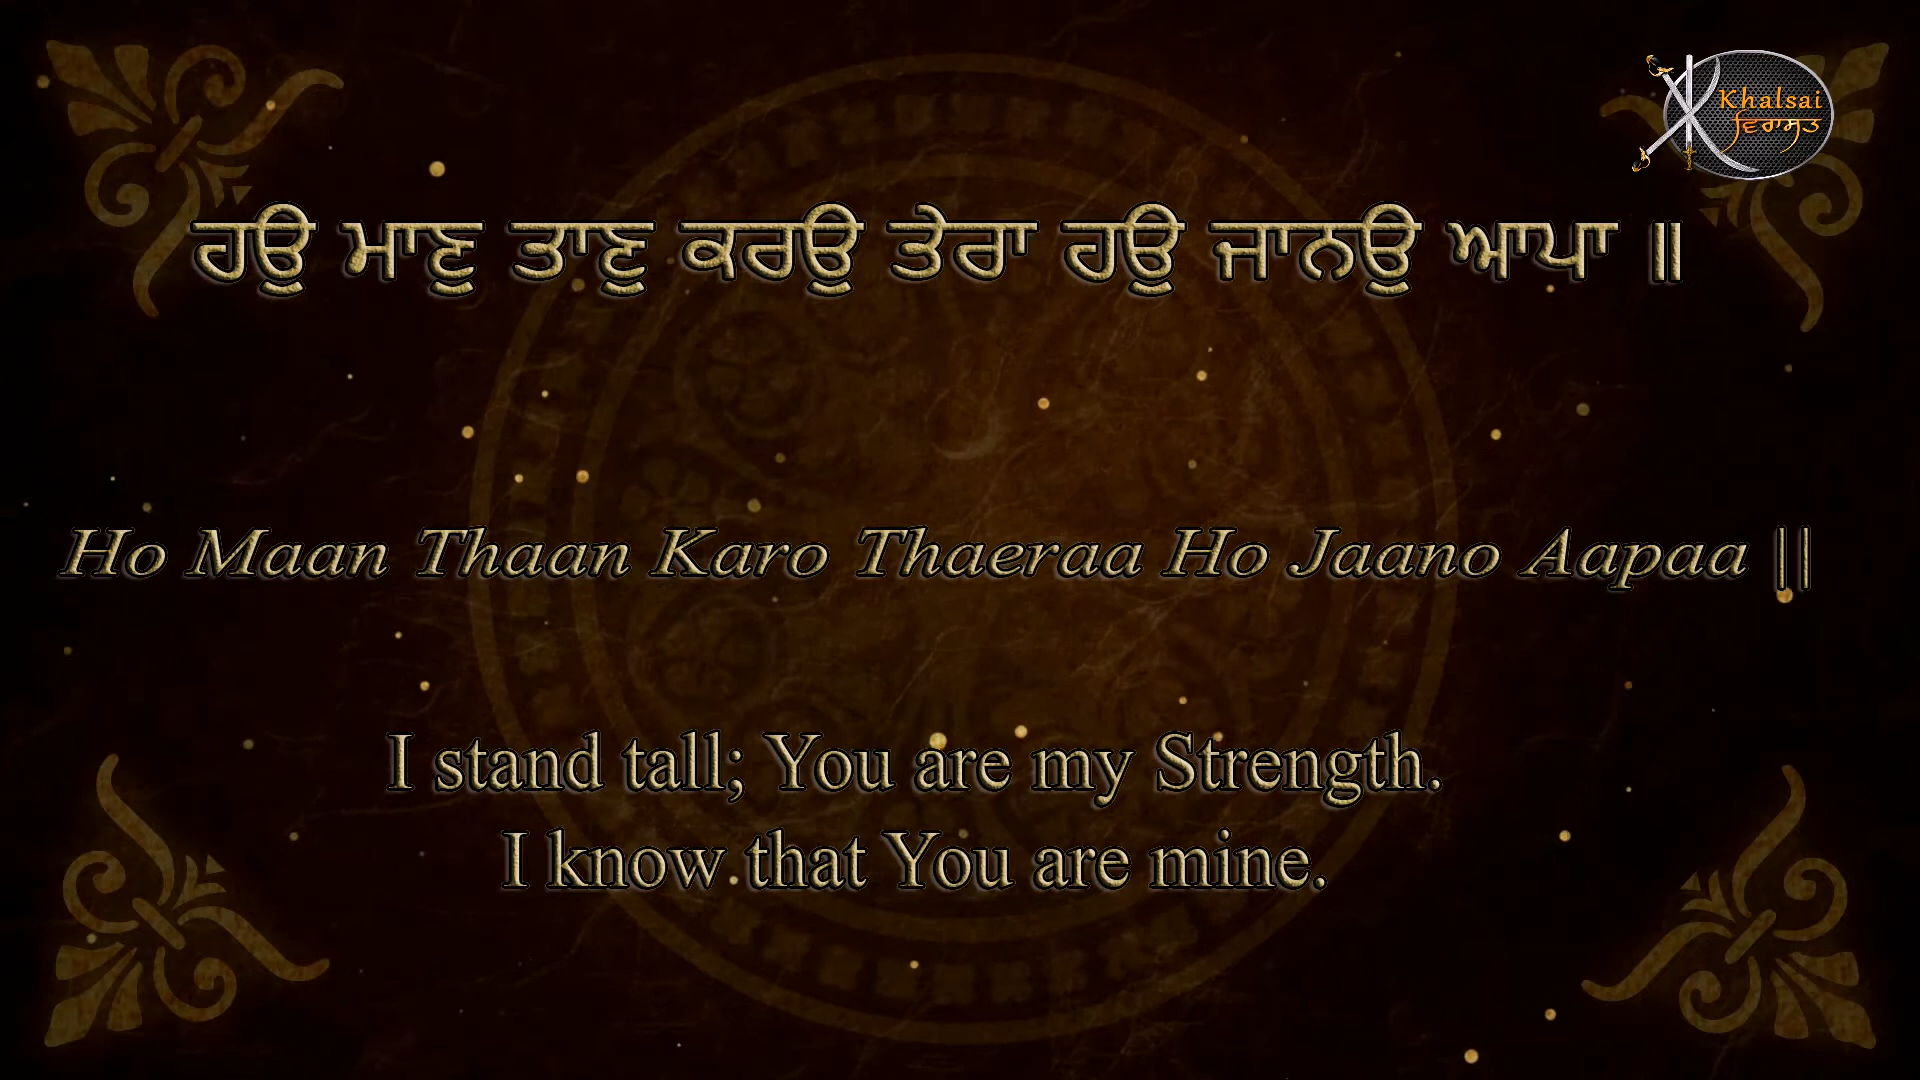 Khalsai
ਵਿਰਾਸਤ
ਹਉ ਮਾਣੁ ਤਾਣੁ ਕਰਉ ਤੇਰਾ ਹਉ ਜਾਨਉ ਆਪਾ ॥
Ho Maan Thaan Karo Thaeraa Ho Jaano Aapaa ||
I stand tall; You are my Strength.
I know that You are mine.